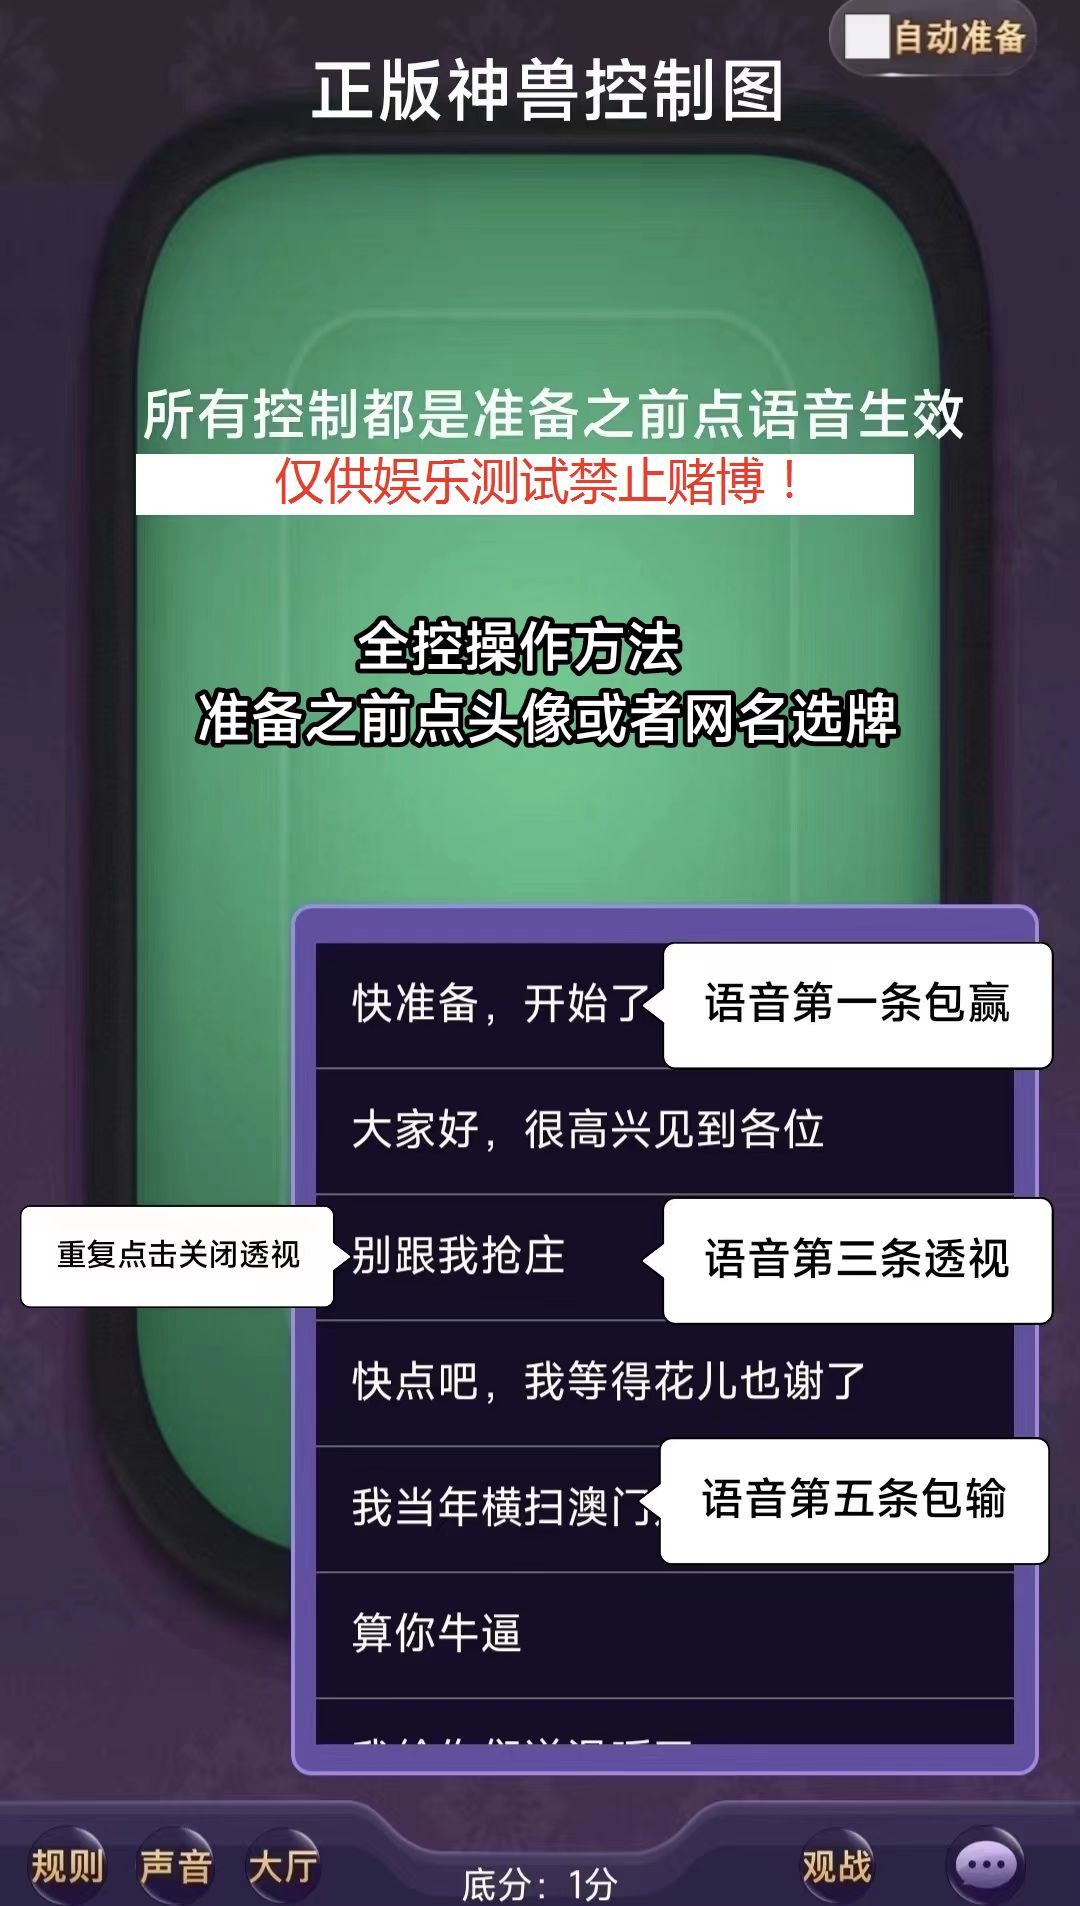 自动准备
正版神兽控制图
所有控制都是准备之前点语音生效
仅供娱乐测试禁止赌博！
全控操作方法
准备之前点头像或者网名选牌
快准备，开始了
语音第一条包赢
大家好，很高兴见到各位
重复点击关闭透视
别跟我抢庄
语音第三条透视
快点吧，我等得花儿也谢了
我当年横扫澳门
语音第五条包输
算你牛逼
规则
声音
大厅
底分：1分
观战